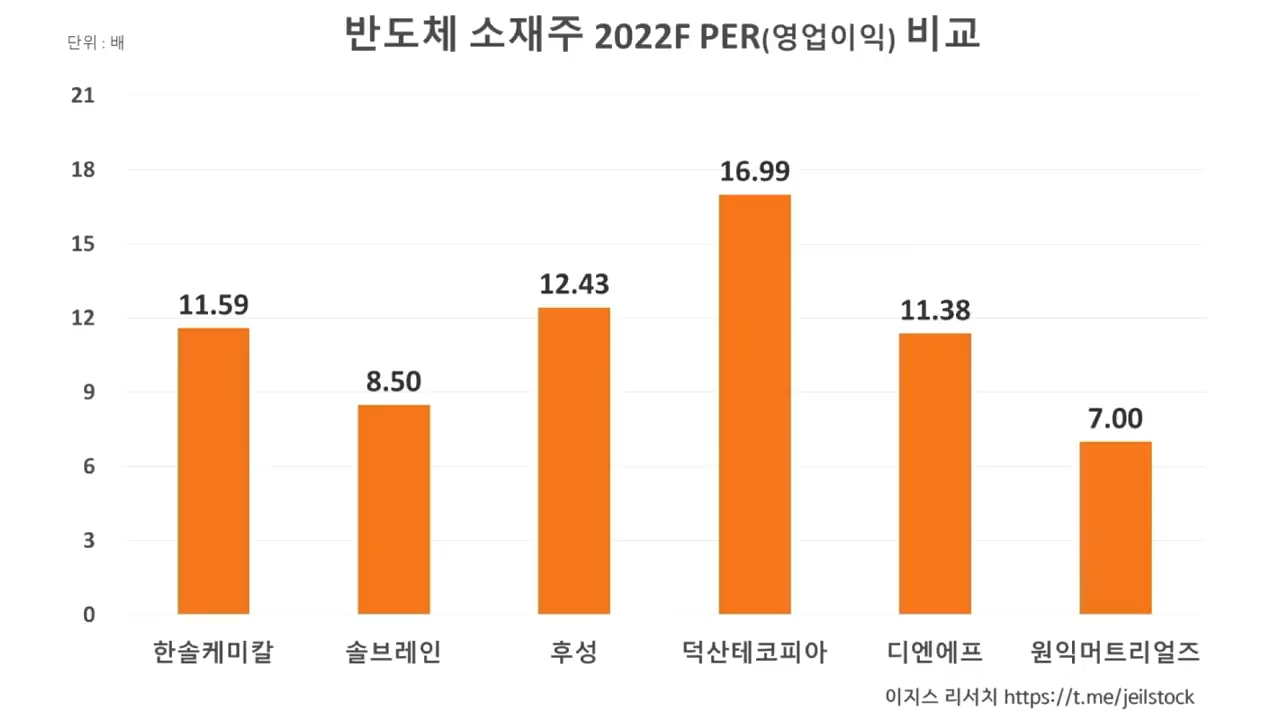 반도체 소재주 2022F PER(영업이익) 비교
단위 : 배
21
18
15
12
9
6
3
0
11.59
8.50
12.43
16.99
11.38
7.00
한솔케미칼
솔브레인
후성
덕산테코피아
디엔에프
원익머트리얼즈
이지스 리서치 https://t.me/jeilstock